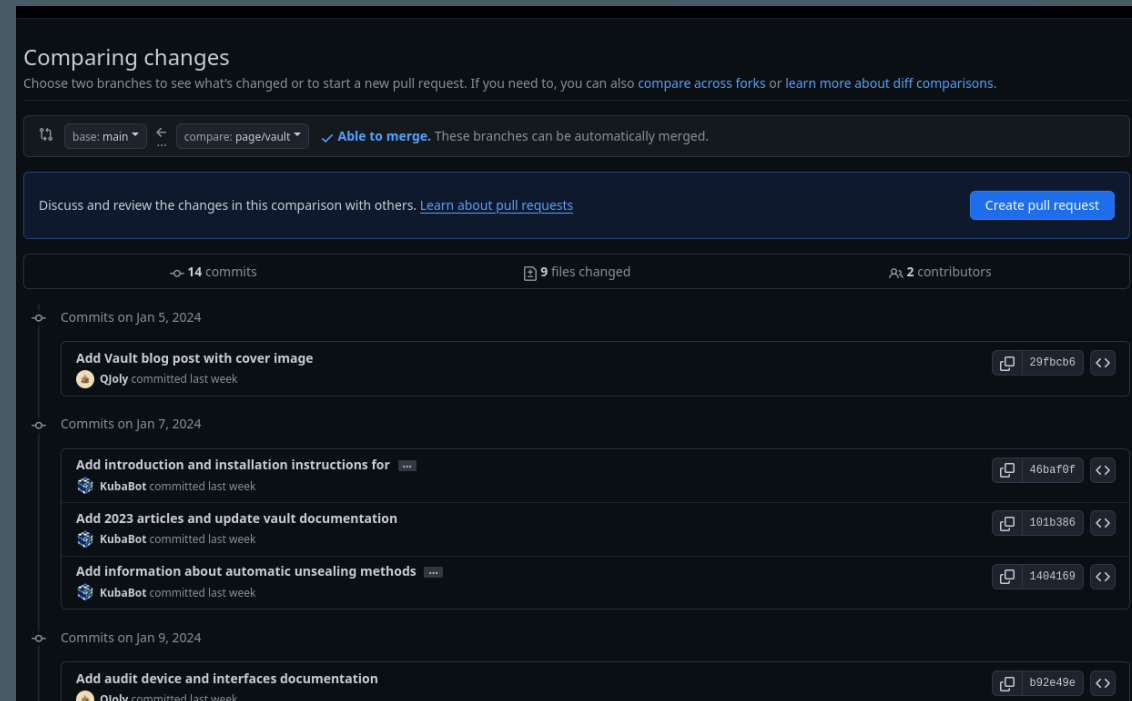 Comparing changes
Choose two branches to see what's changed or to start a new pull request. If you need to, you can also compare across forks or learn more about diff comparisons.
base: main ← compare: page/vault ✓ Able to merge. These branches can be automatically merged.
...
Discuss and review the changes in this comparison with others. Learn about pull requests Create pull request
14 commits 9 files changed 2 contributors
Commits on Jan 5, 2024
Add Vault blog post with cover image 29fbcb6 <>
QJoly committed last week
Commits on Jan 7, 2024
Add introduction and installation instructions for ... 46baf0f <>
KubaBot committed last week
Add 2023 articles and update vault documentation 101b386 <>
KubaBot committed last week
Add information about automatic unsealing methods ... 1404169 <>
KubaBot committed last week
Commits on Jan 9, 2024
Add audit device and interfaces documentation b92e49e <>
QJoly committed last week